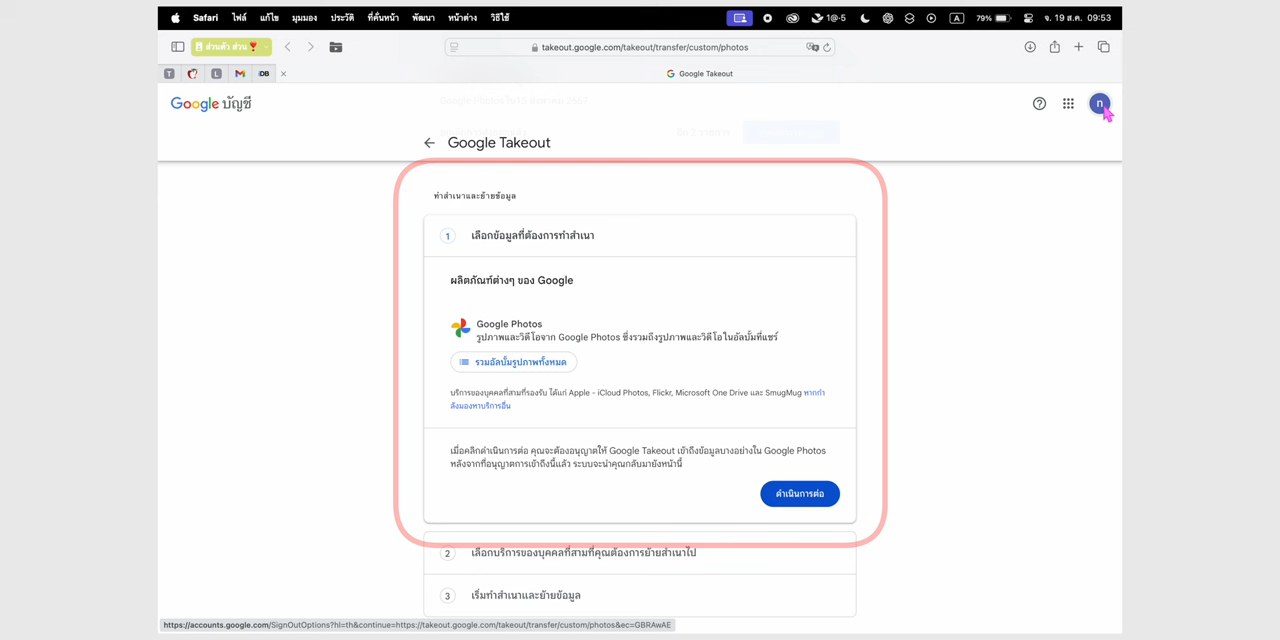 Safari ไฟล์ แก้ไข มุมมอง ประวัติ ที่คั่นหน้า พัฒนา หน้าต่าง วิธีใช้ 1@·5 A 79% จ. 19 ส.ค. 09:53
ส่วนตัว ส่วน takeout.google.com/takeout/transfer/custom/photos
T L DB Google Takeout
Google บัญชี
n
Google Takeout
ทำสำเนาและย้ายข้อมูล
1 เลือกข้อมูลที่ต้องการทำสำเนา
ผลิตภัณฑ์ต่างๆ ของ Google
Google Photos
รูปภาพและวิดีโอจาก Google Photos ซึ่งรวมถึงรูปภาพและวิดีโอในอัลบั้มที่แชร์
รวมอัลบั้มรูปภาพทั้งหมด
บริการของบุคคลที่สามที่รองรับ ได้แก่ Apple - iCloud Photos, Flickr, Microsoft One Drive และ SmugMug หากกำ
ลังมองหาบริการอื่น
เมื่อคลิกดำเนินการต่อ คุณจะต้องอนุญาตให้ Google Takeout เข้าถึงข้อมูลบางอย่างใน Google Photos
หลังจากที่อนุญาตการเข้าถึงนี้แล้ว ระบบจะนำคุณกลับมายังหน้านี้
ดำเนินการต่อ
2 เลือกบริการของบุคคลที่สามที่คุณต้องการย้ายสำเนาไป
3 เริ่มทำสำเนาและย้ายข้อมูล
https://accounts.google.com/SignOutOptions?hl=th&continue=https://takeout.google.com/takeout/transfer/custom/photos&ec=GBRAwAE